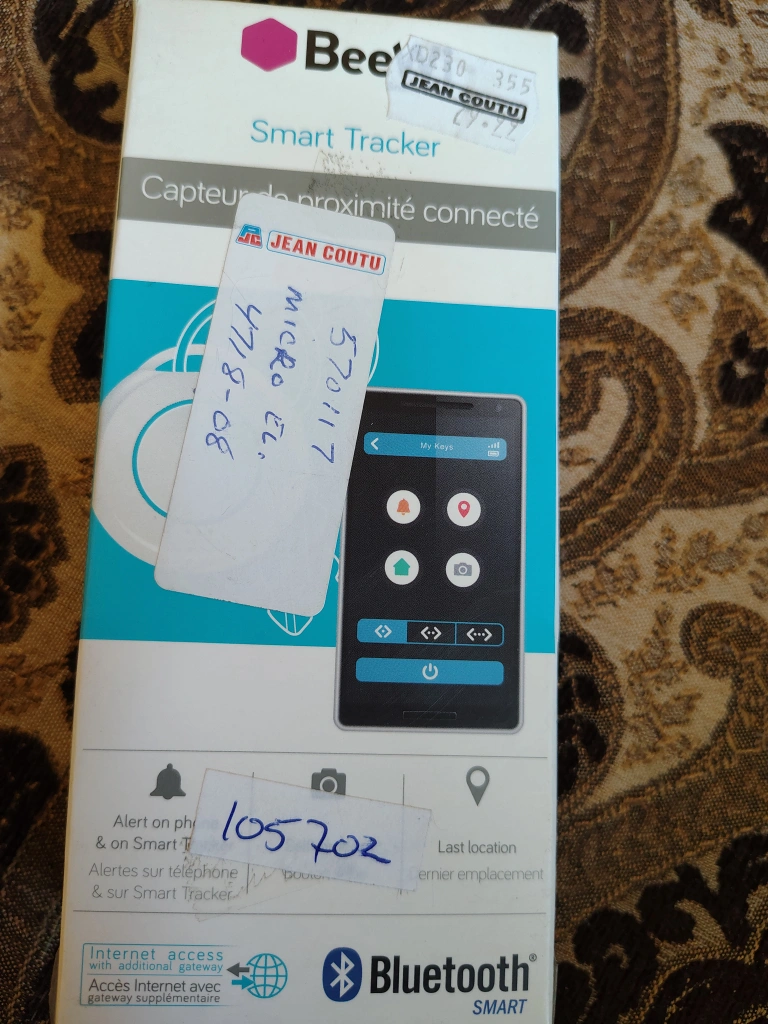 XD230 355
JEAN COUTU
Smart Tracker
Capteur de proximité connecté
JEAN COUTU
570117
MICRO EL.
4718-08
My Keys
Alert on
& on Smart
Alertes sur téléphone
& sur Smart Tracker
105702
Last location
emplacement
Internet access
with additional gateway
Accès Internet avec
gateway supplémentaire
Bluetooth®
SMART